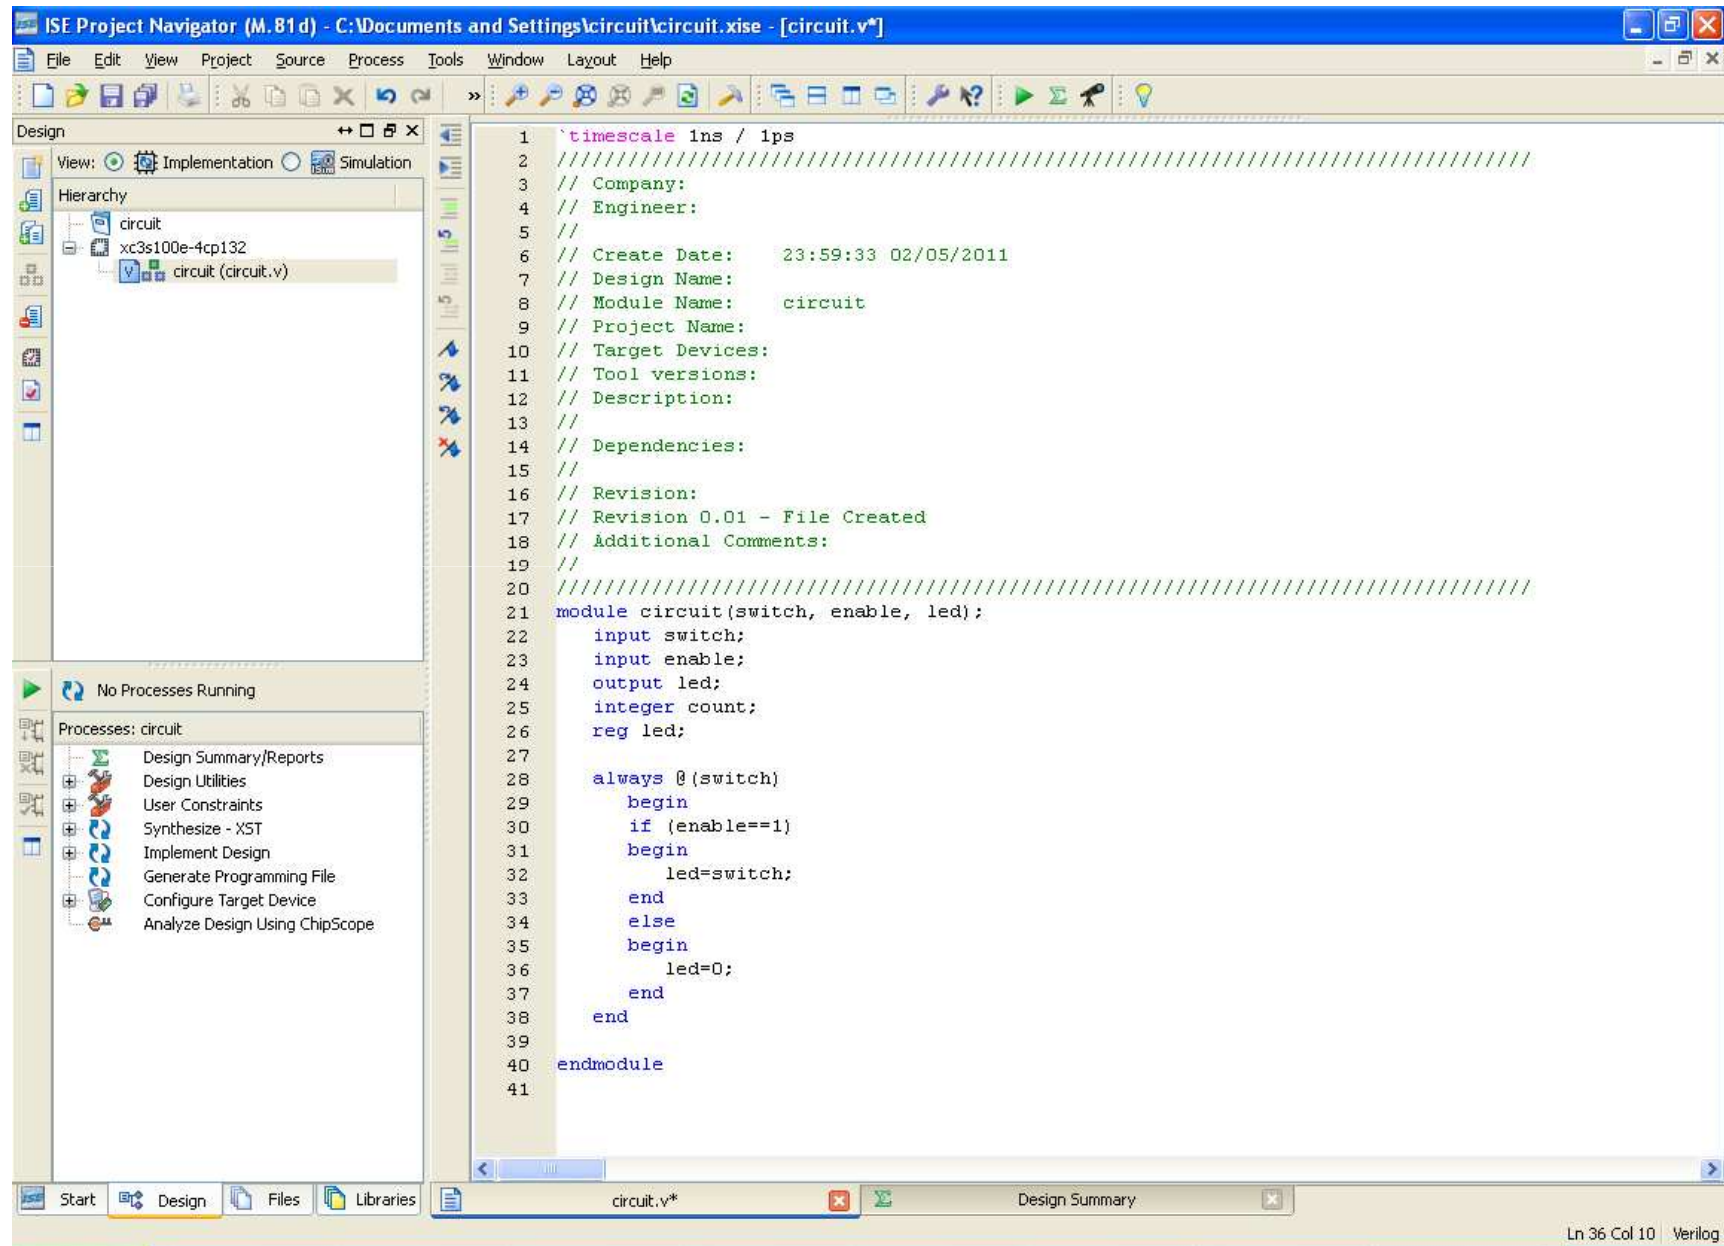 ISE Project Navigator (M.81d) - C:\Documents and Settings\circuit\circuit.xise - [circuit.v*]
File Edit View Project Source Process Tools Window Layout Help
Design
View: Implementation Simulation
Hierarchy
circuit
xc3s100e-4cp132
circuit (circuit.v)
No Processes Running
Processes: circuit
Design Summary/Reports
Design Utilities
User Constraints
Synthesize - XST
Implement Design
Generate Programming File
Configure Target Device
Analyze Design Using ChipScope
Start Design Files Libraries
1 `timescale 1ns / 1ps
2 //////////////////////////////////////////////////////////////////////////////////
3 // Company:
4 // Engineer:
5 //
6 // Create Date:    23:59:33 02/05/2011
7 // Design Name:
8 // Module Name:    circuit
9 // Project Name:
10 // Target Devices:
11 // Tool versions:
12 // Description:
13 //
14 // Dependencies:
15 //
16 // Revision:
17 // Revision 0.01 - File Created
18 // Additional Comments:
19 //
20 //////////////////////////////////////////////////////////////////////////////////
21 module circuit(switch, enable, led);
22    input switch;
23    input enable;
24    output led;
25    integer count;
26    reg led;
27
28    always @(switch)
29       begin
30       if (enable==1)
31       begin
32          led=switch;
33       end
34       else
35       begin
36          led=0;
37       end
38    end
39
40 endmodule
41
circuit.v* Design Summary
Ln 36 Col 10 Verilog